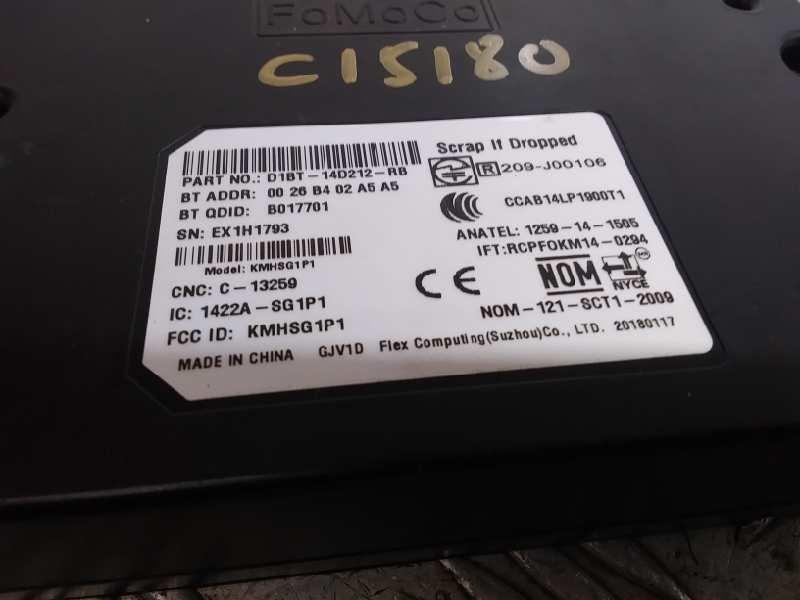 FoMoCo
C15180
Scrap If Dropped
PART NO.: D1BT-14D212-RB
R 209-J00106
BT ADDR: 00 26 B4 02 A5 A5
BT QDID: B017701
CCAB14LP1900T1
SN: EX1H1793
ANATEL: 1259-14-1505
IFT:RCPFOKM14-0294
Model: KMHSG1P1
CE
NOM
NYCE
CNC: C-13259
IC: 1422A-SG1P1
NOM-121-SCT1-2009
FCC ID: KMHSG1P1
MADE IN CHINA GJV1D Flex Computing(Suzhou)Co., LTD. 20180117